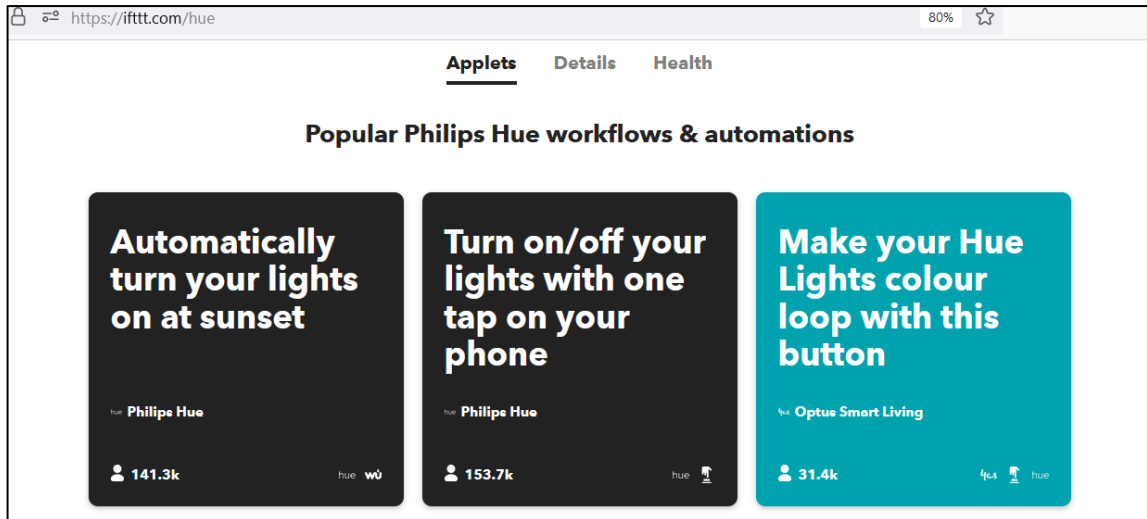 https://ifttt.com/hue 80%
Applets Details Health
Popular Philips Hue workflows & automations
Automatically
turn your lights
on at sunset
hue Philips Hue
141.3k hue wu
Turn on/off your
lights with one
tap on your
phone
hue Philips Hue
153.7k hue
Make your Hue
Lights colour
loop with this
button
yes Optus Smart Living
31.4k yes hue